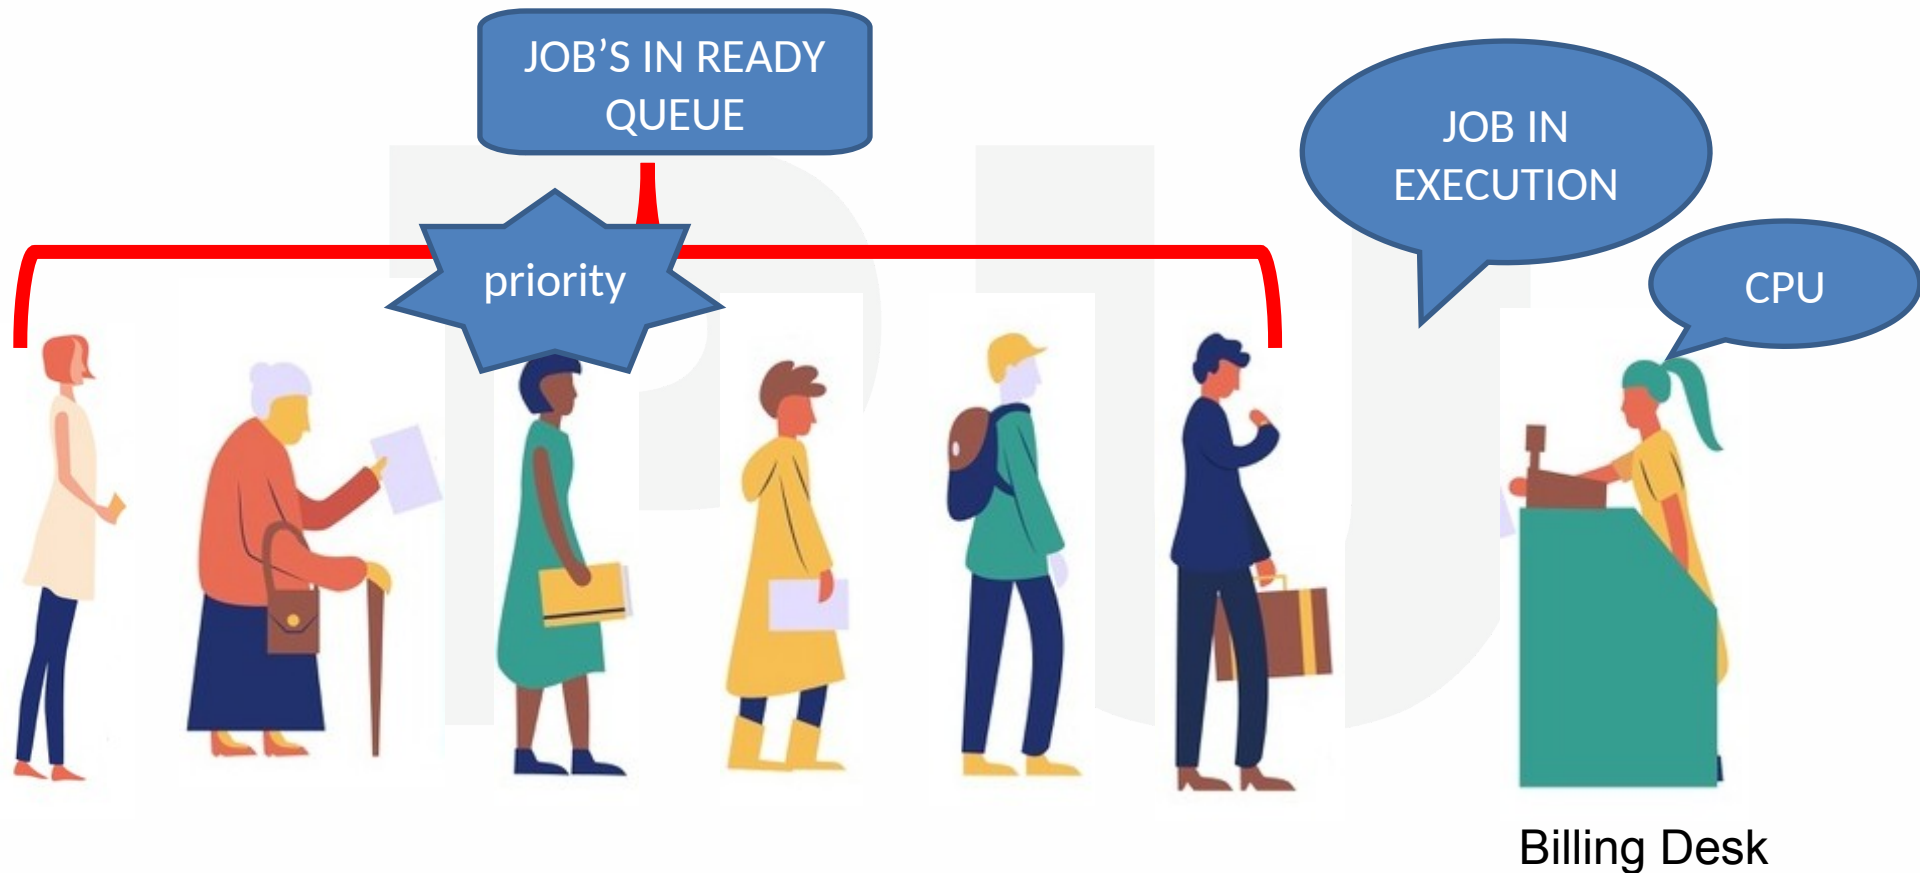 JOB’S IN READY
QUEUE
JOB IN
EXECUTION
priority
CPU
Billing Desk